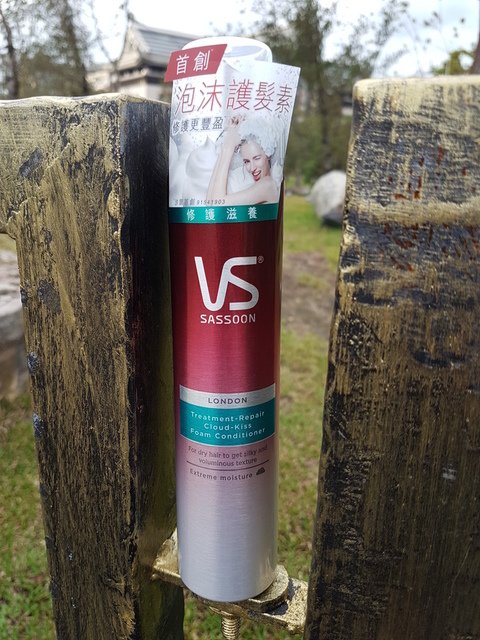 首創
泡沫護髮素
修護更豐盈
修護滋養
VS®
SASSOON
LONDON
Treatment-Repair
Cloud-Kiss
Foam Conditioner
For dry hair to get silky and
voluminous texture
Extreme moisture